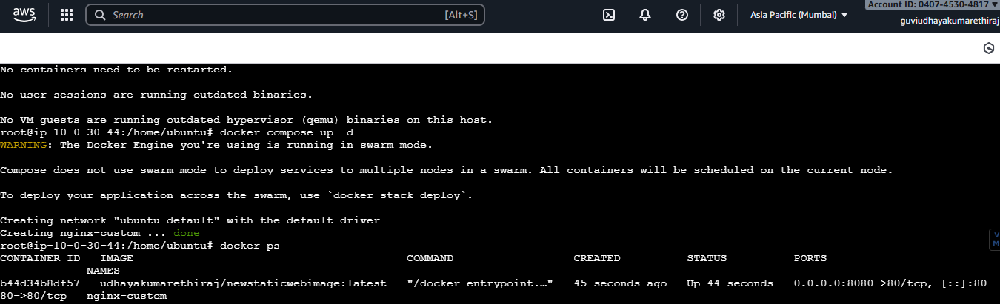 aws
Search
[Alt+S]
Asia Pacific (Mumbai)
Account ID: 0407-4530-4817
guviudhayakumarethiraj
No containers need to be restarted.
No user sessions are running outdated binaries.
No VM guests are running outdated hypervisor (qemu) binaries on this host.
root@ip-10-0-30-44:/home/ubuntu# docker-compose up -d
WARNING: The Docker Engine you're using is running in swarm mode.
Compose does not use swarm mode to deploy services to multiple nodes in a swarm. All containers will be scheduled on the current node.
To deploy your application across the swarm, use `docker stack deploy`.
Creating network "ubuntu_default" with the default driver
Creating nginx-custom ... done
root@ip-10-0-30-44:/home/ubuntu# docker ps
CONTAINER ID   IMAGE                                          COMMAND                  CREATED          STATUS          PORTS
             NAMES
b44d34b8df57   udhayakumarethiraj/newstaticwebimage:latest   "/docker-entrypoint.…"   45 seconds ago   Up 44 seconds   0.0.0.0:8080->80/tcp, [::]:80
80->80/tcp   nginx-custom
V
M